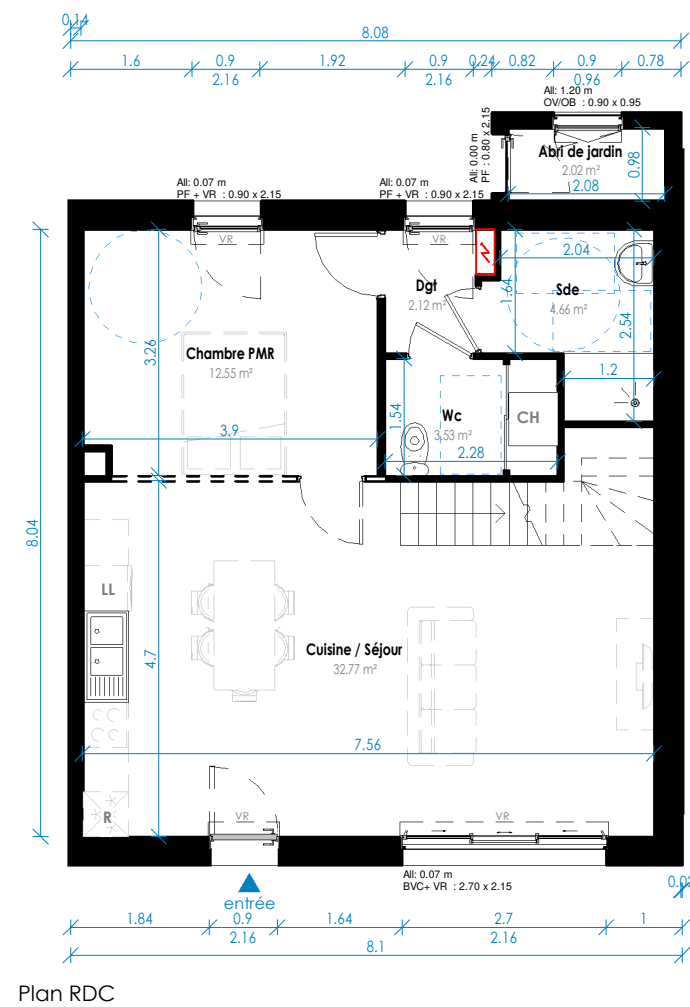 0.14
8.08
1.6 0.9 1.92 0.9 0.24 0.82 0.9 0.78
2.16 2.16 0.96
All: 1.20 m
OV/OB : 0.90 x 0.95
All: 0.00 m
PF : 0.80 x 2.15
Abri de jardin
2.02 m²
2.08
0.98
All: 0.07 m
PF + VR : 0.90 x 2.15
All: 0.07 m
PF + VR : 0.90 x 2.15
VR
VR
2.04
Dgt
2.12 m²
1.64
Sde
4.66 m²
2.54
Chambre PMR
12.55 m²
3.26
1.2
1.54
Wc
3.53 m²
CH
3.9
2.28
8.04
LL
Cuisine / Séjour
32.77 m²
4.7
7.56
R
VR
VR
All: 0.07 m
BVC+ VR : 2.70 x 2.15
entrée
1.84 0.9 1.64 2.7 1
2.16 2.16
8.1
Plan RDC